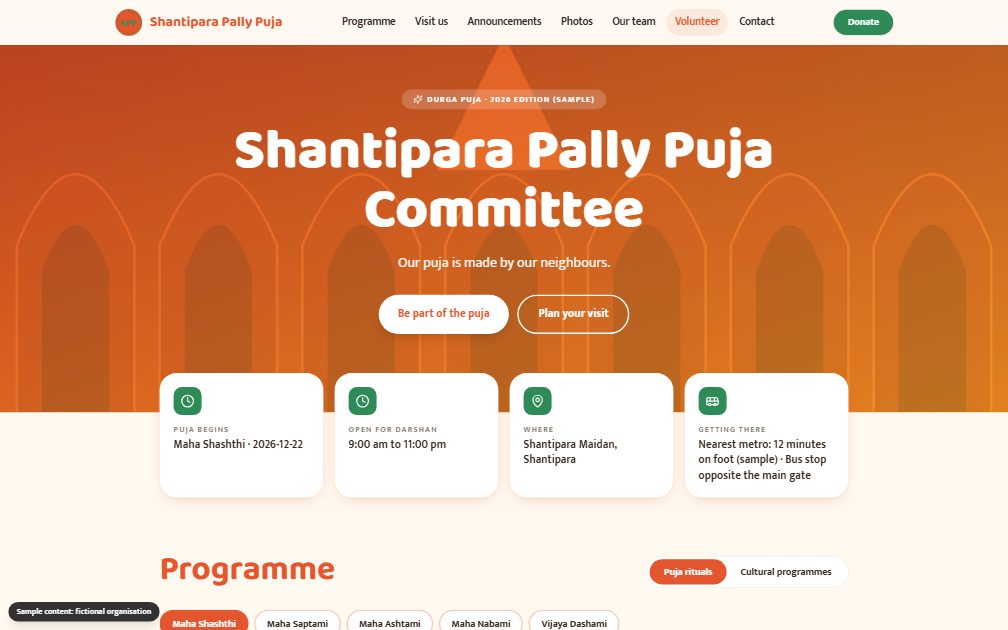 SPP
Shantipara Pally Puja
Programme
Visit us
Announcements
Photos
Our team
Volunteer
Contact
Donate
DURGA PUJA · 2026 EDITION (SAMPLE)
Shantipara Pally Puja
Committee
Our puja is made by our neighbours.
Be part of the puja
Plan your visit
PUJA BEGINS
Maha Shashthi · 2026-12-22
OPEN FOR DARSHAN
9:00 am to 11:00 pm
WHERE
Shantipara Maidan,
Shantipara
GETTING THERE
Nearest metro: 12 minutes
on foot (sample) · Bus stop
opposite the main gate
Programme
Puja rituals
Cultural programmes
Sample content: fictional organisation
Maha Shashthi
Maha Saptami
Maha Ashtami
Maha Nabami
Vijaya Dashami